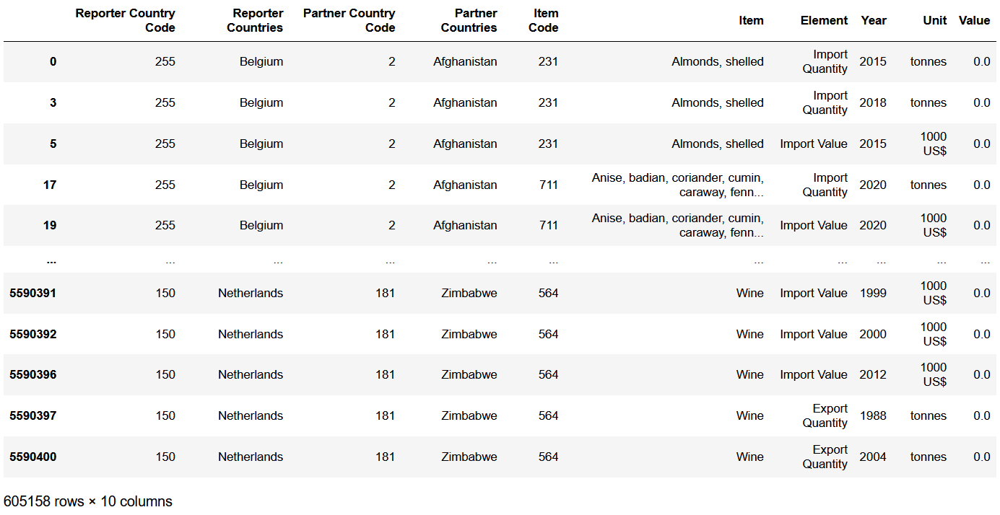 Reporter Country Code Reporter Countries Partner Country Code Partner Countries Item Code Item Element Year Unit Value
0 255 Belgium 2 Afghanistan 231 Almonds, shelled Import Quantity 2015 tonnes 0.0
3 255 Belgium 2 Afghanistan 231 Almonds, shelled Import Quantity 2018 tonnes 0.0
5 255 Belgium 2 Afghanistan 231 Almonds, shelled Import Value 2015 1000 US$ 0.0
17 255 Belgium 2 Afghanistan 711 Anise, badian, coriander, cumin, caraway, fenn... Import Quantity 2020 tonnes 0.0
19 255 Belgium 2 Afghanistan 711 Anise, badian, coriander, cumin, caraway, fenn... Import Value 2020 1000 US$ 0.0
... ... ... ... ... ... ... ... ... ... ...
5590391 150 Netherlands 181 Zimbabwe 564 Wine Import Value 1999 1000 US$ 0.0
5590392 150 Netherlands 181 Zimbabwe 564 Wine Import Value 2000 1000 US$ 0.0
5590396 150 Netherlands 181 Zimbabwe 564 Wine Import Value 2012 1000 US$ 0.0
5590397 150 Netherlands 181 Zimbabwe 564 Wine Export Quantity 1988 tonnes 0.0
5590400 150 Netherlands 181 Zimbabwe 564 Wine Export Quantity 2004 tonnes 0.0
605158 rows × 10 columns